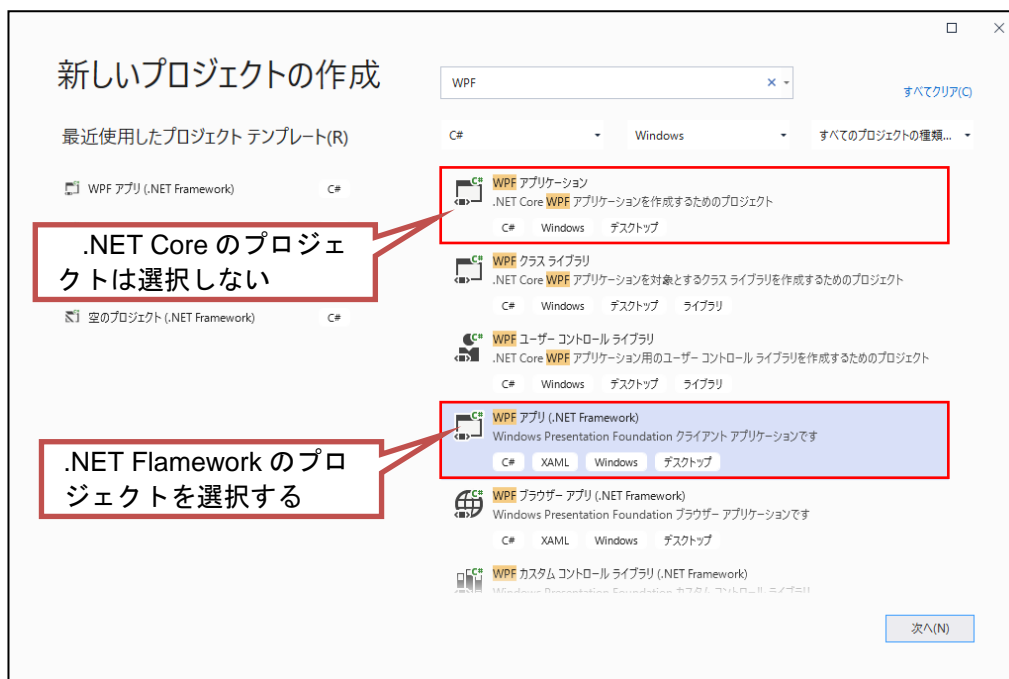 新しいプロジェクトの作成
WPF
すべてクリア(C)
最近使用したプロジェクト テンプレート(R)
C#
Windows
すべてのプロジェクトの種類...
WPF アプリ (.NET Framework)
C#
.NET Core のプロジェ
クトは選択しない
空のプロジェクト (.NET Framework)
C#
.NET Flamework のプロ
ジェクトを選択する
WPF アプリケーション
.NET Core WPF アプリケーションを作成するためのプロジェクト
C# Windows デスクトップ
WPF クラス ライブラリ
.NET Core WPF アプリケーションを対象とするクラス ライブラリを作成するためのプロジェクト
C# Windows デスクトップ ライブラリ
WPF ユーザー コントロール ライブラリ
.NET Core WPF アプリケーション用のユーザー コントロール ライブラリを作成するためのプロジェクト
C# Windows デスクトップ ライブラリ
WPF アプリ (.NET Framework)
Windows Presentation Foundation クライアント アプリケーションです
C# XAML Windows デスクトップ
WPF ブラウザー アプリ (.NET Framework)
Windows Presentation Foundation ブラウザー アプリケーションです
C# XAML Windows デスクトップ
WPF カスタム コントロール ライブラリ (.NET Framework)
Windows Presentation Foundation カスタム コントロール ライブラリ
次へ(N)